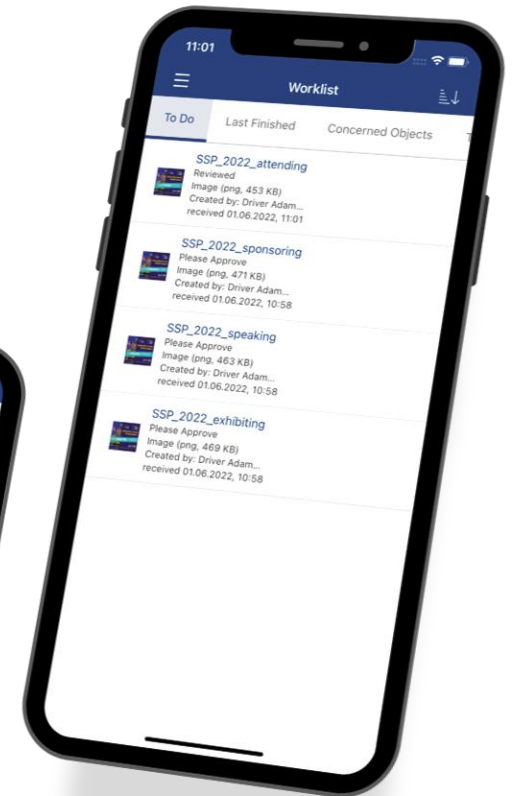 11:01
Worklist
To Do Last Finished Concerned Objects T
SSP_2022_attending
Reviewed
Image (png, 453 KB)
Created by: Driver Adam...
received 01.06.2022, 11:01
SSP_2022_sponsoring
Please Approve
Image (png, 471 KB)
Created by: Driver Adam...
received 01.06.2022, 10:58
SSP_2022_speaking
Please Approve
Image (png, 463 KB)
Created by: Driver Adam...
received 01.06.2022, 10:58
SSP_2022_exhibiting
Please Approve
Image (png, 469 KB)
Created by: Driver Adam...
received 01.06.2022, 10:58